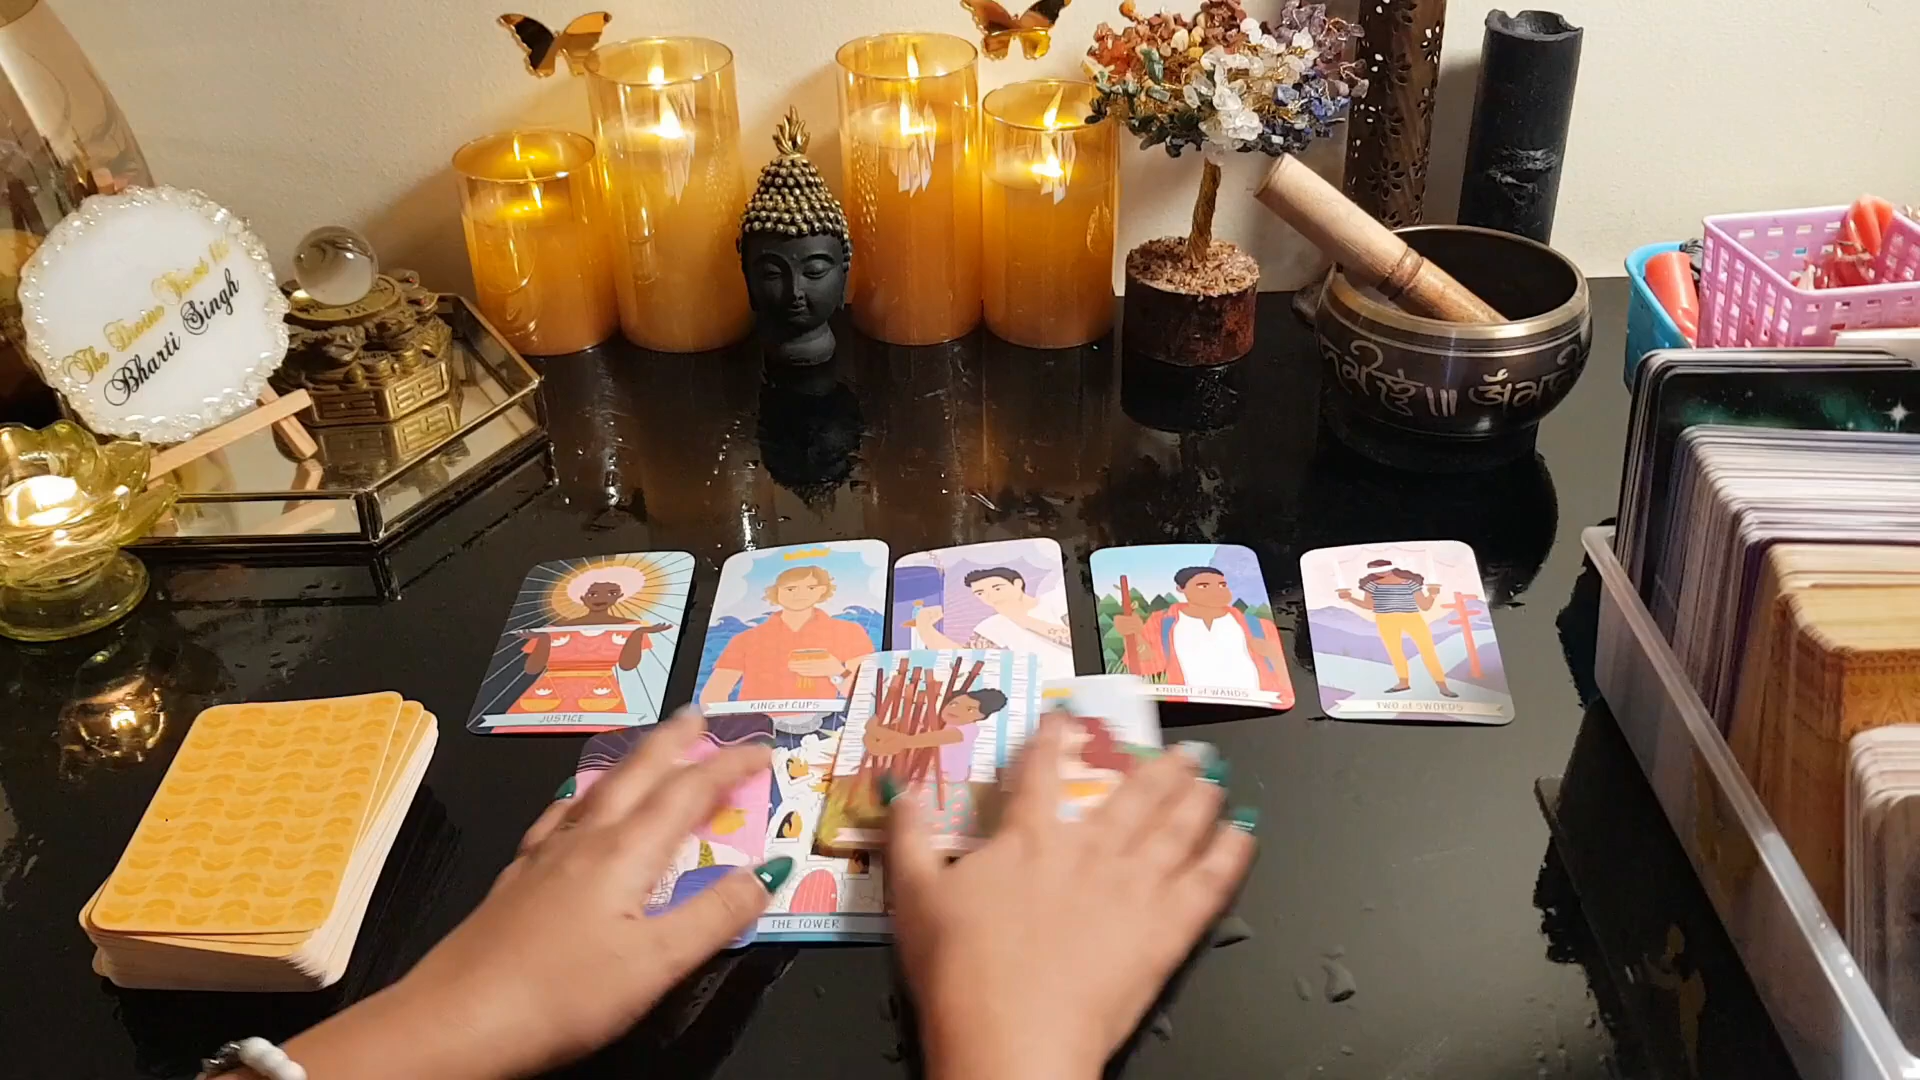 The Divine Tarot
Bharti Singh
JUSTICE
KING of CUPS
KNIGHT of WANDS
TWO of SWORDS
THE TOWER